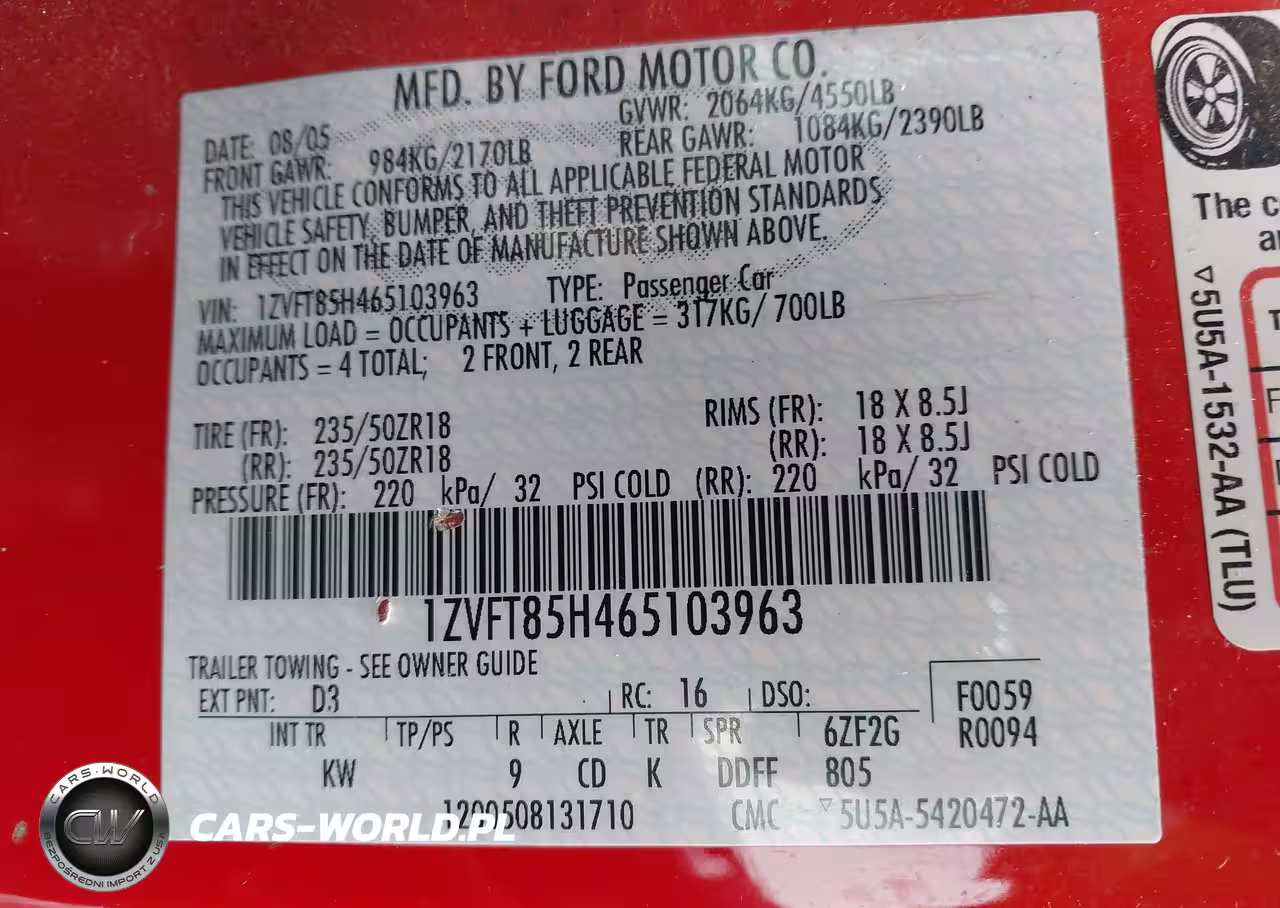 MFD. BY FORD MOTOR CO.
DATE: 08/05 GVWR: 2064KG/4550LB
FRONT GAWR: 984KG/2170LB REAR GAWR: 1084KG/2390LB
THIS VEHICLE CONFORMS TO ALL APPLICABLE FEDERAL MOTOR
VEHICLE SAFETY, BUMPER, AND THEFT PREVENTION STANDARDS
IN EFFECT ON THE DATE OF MANUFACTURE SHOWN ABOVE.
VIN: 1ZVFT85H465103963 TYPE: Passenger Car
MAXIMUM LOAD = OCCUPANTS + LUGGAGE = 317KG/ 700LB
OCCUPANTS = 4 TOTAL; 2 FRONT, 2 REAR
TIRE (FR): 235/50ZR18 RIMS (FR): 18 X 8.5J
(RR): 235/50ZR18 (RR): 18 X 8.5J
PRESSURE (FR): 220 kPa/ 32 PSI COLD (RR): 220 kPa/ 32 PSI COLD
1ZVFT85H465103963
TRAILER TOWING - SEE OWNER GUIDE
EXT PNT: D3 RC: 16 DSO: F0059
INT TR TP/PS R AXLE TR SPR 6ZF2G R0094
KW 9 CD K DDFF 805
1200508131710 CMC ▽5U5A-5420472-AA
The c
a
▽5U5A-1532-AA (TLU)
CARS-WORLD
CW
BEZPOŚREDNI IMPORT Z USA
CARS-WORLD.PL